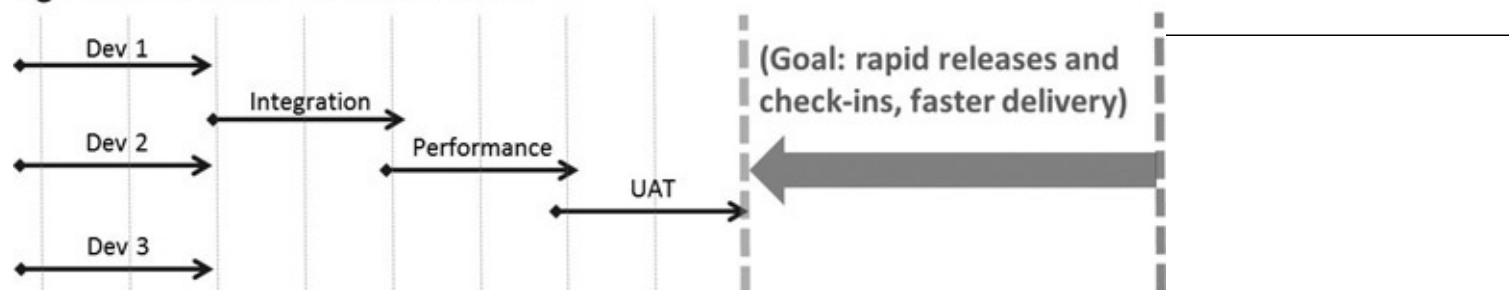 Dev 1
(Goal: rapid releases and
Integration
check-ins, faster delivery)
Dev 2
Performance
UAT
Dev 3